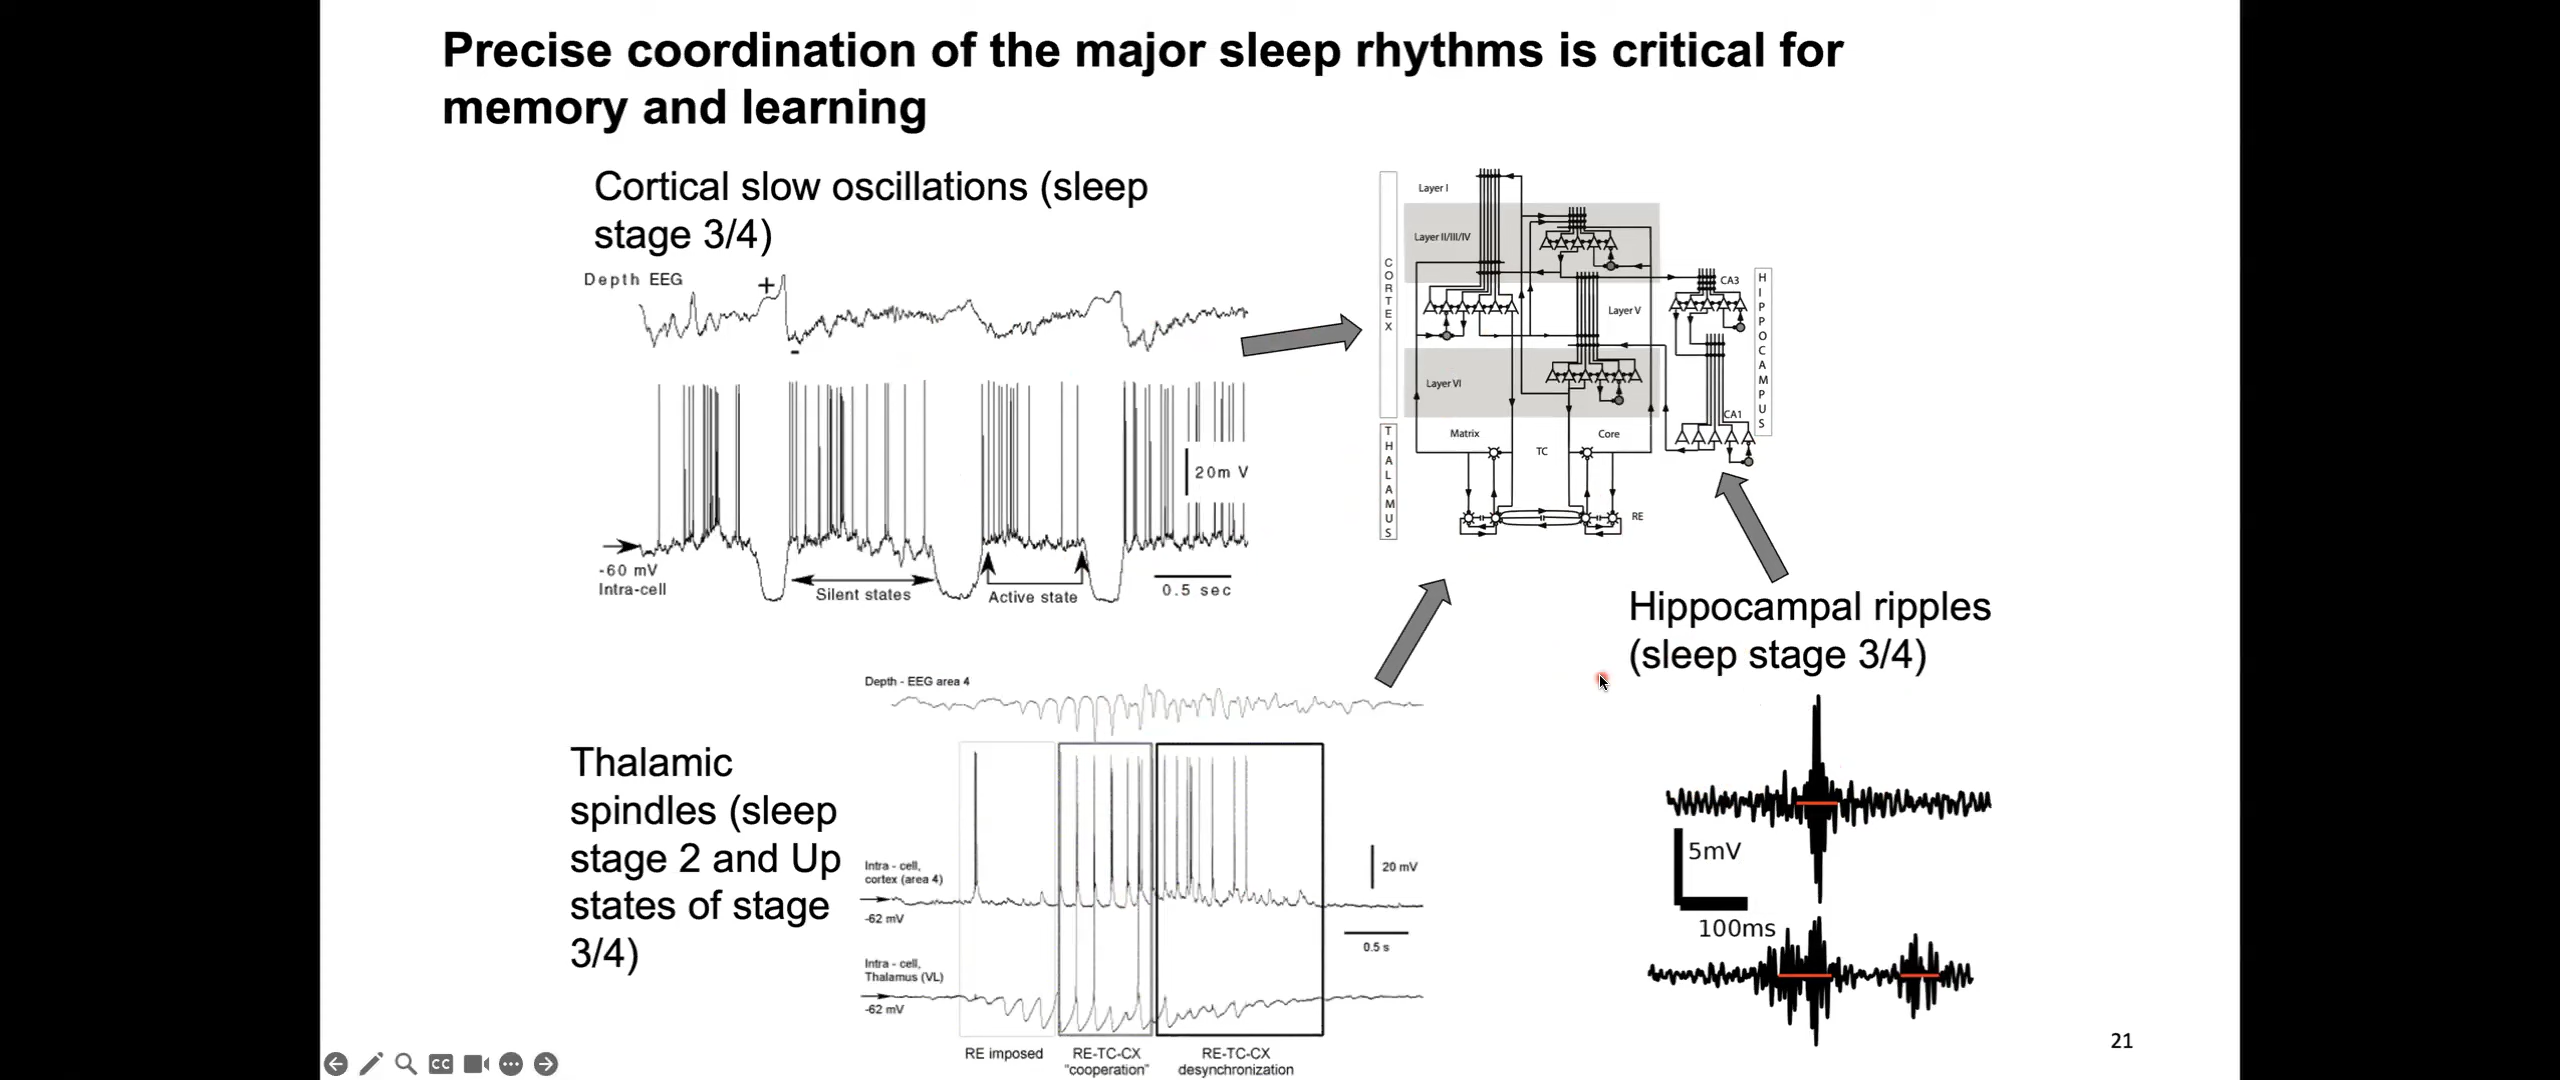 Precise coordination of the major sleep rhythms is critical for
memory and learning
Cortical slow oscillations (sleep
stage 3/4)
Depth EEG
+
-
20m V
-60 mV
Intra-cell
Silent states
Active state
0.5 sec
CORTEX
Layer I
Layer II/III/IV
Layer V
Layer VI
THALAMUS
Matrix
TC
Core
RE
CA3
CA1
HIPPOCAMPUS
Hippocampal ripples
(sleep stage 3/4)
5mV
100ms
Thalamic
spindles (sleep
stage 2 and Up
states of stage
3/4)
Depth - EEG area 4
Intra - cell,
cortex (area 4)
-62 mV
20 mV
0.5 s
Intra - cell,
Thalamus (VL)
-62 mV
RE imposed
RE-TC-CX
"cooperation"
RE-TC-CX
desynchronization
21
CC